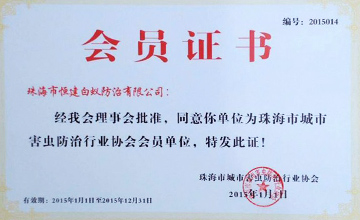 编号：2015014
会员证书
珠海市恒建白蚁防治有限公司：
经我会理事会批准，同意你单位为珠海市城市
害虫防治行业协会会员单位，特发此证！
珠海市城市害虫防治行业协会
2015年1月1日
有效期：2015年1月1日至2015年12月31日